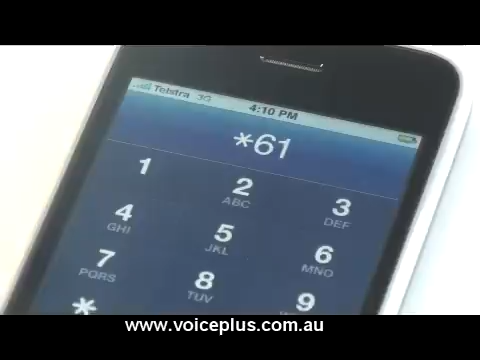 Telstra 3G 4:10 PM
*61
1 2 ABC 3 DEF
4 GHI 5 JKL 6 MNO
7 PQRS 8 TUV 9
*
www.voiceplus.com.au